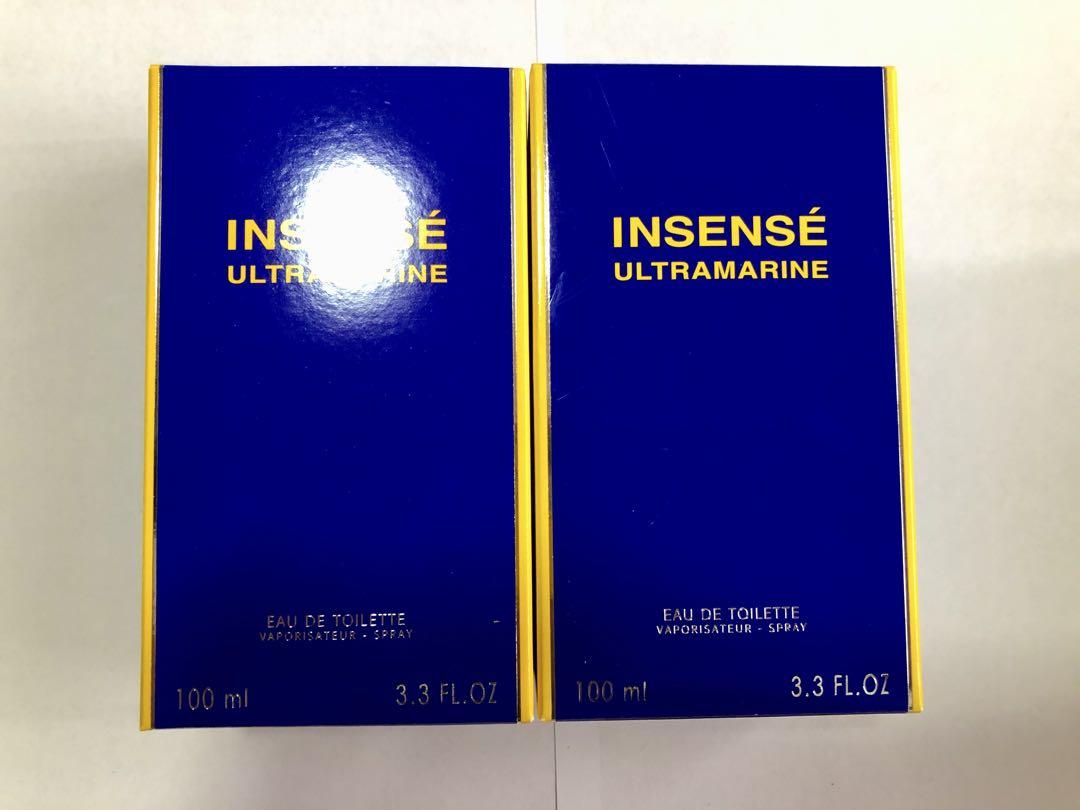 INSENSÉ
ULTRAMARINE
EAU DE TOILETTE
VAPORISATEUR - SPRAY
100 ml 3.3 FL.OZ
INSENSÉ
ULTRAMARINE
EAU DE TOILETTE
VAPORISATEUR - SPRAY
100 ml 3.3 FL.OZ